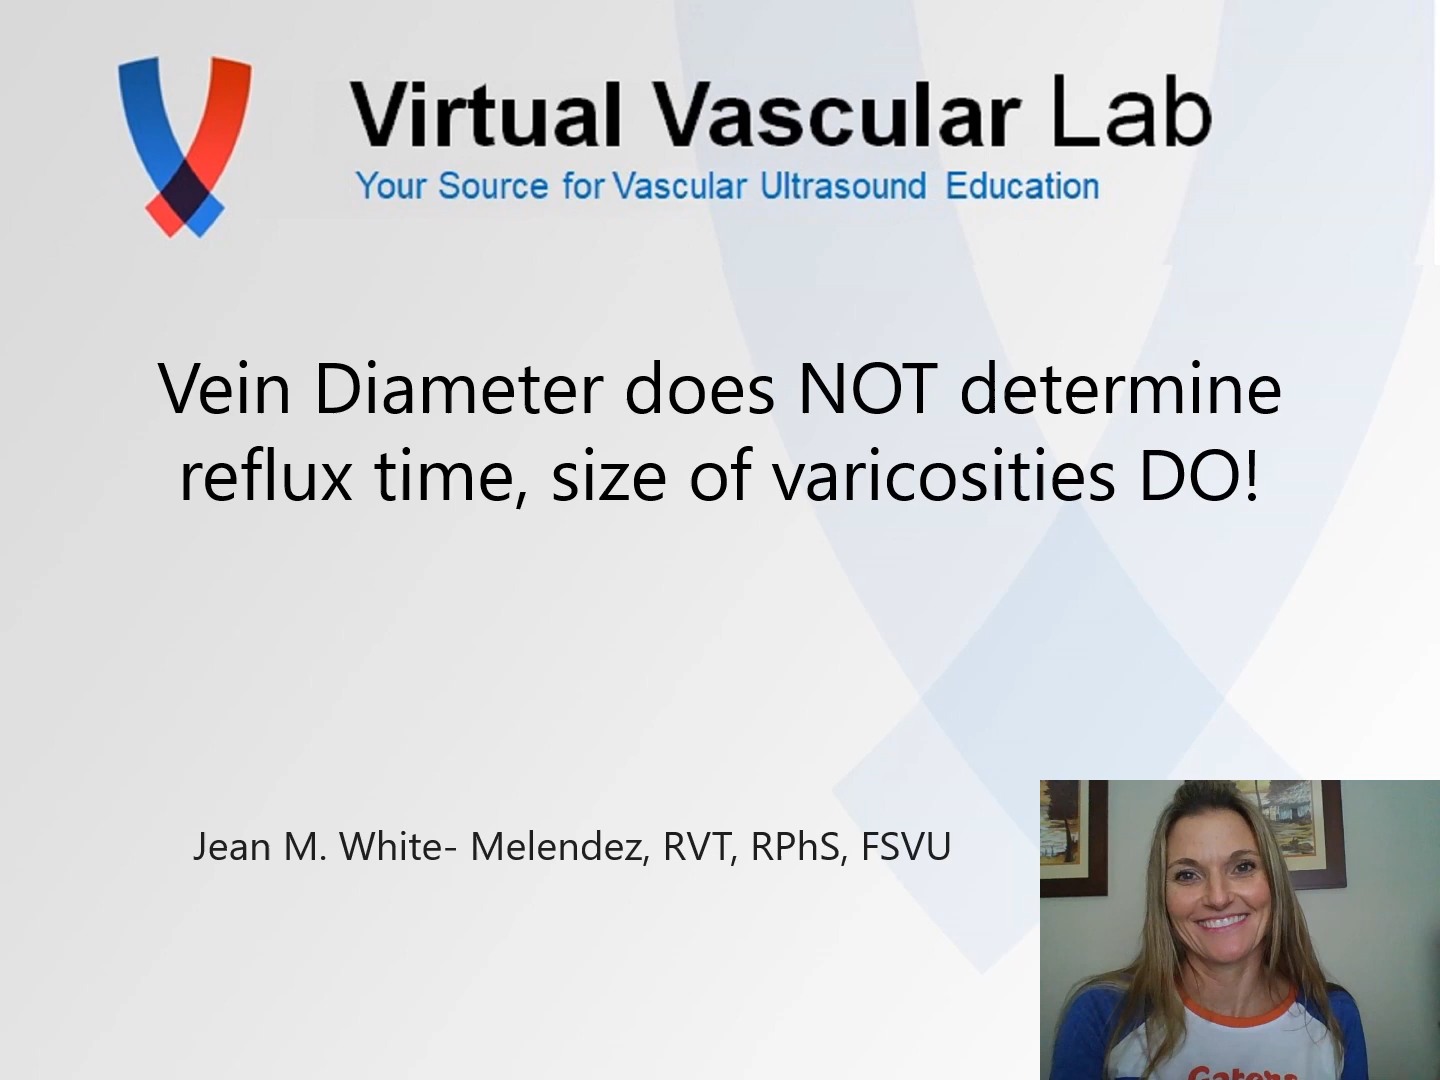 Virtual Vascular Lab
Your Source for Vascular Ultrasound Education
Vein Diameter does NOT determine
reflux time, size of varicosities DO!
Jean M. White- Melendez, RVT, RPhS, FSVU
Gators